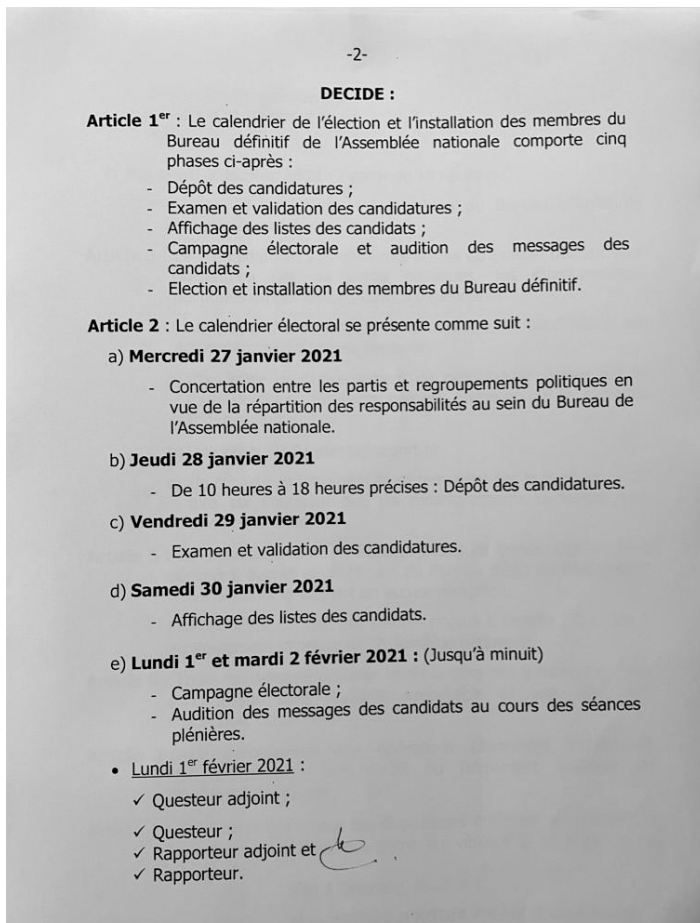 -2-
DECIDE :
Article 1er : Le calendrier de l'élection et l'installation des membres du
Bureau définitif de l'Assemblée nationale comporte cinq
phases ci-après :
- Dépôt des candidatures ;
- Examen et validation des candidatures ;
- Affichage des listes des candidats ;
- Campagne électorale et audition des messages des
candidats ;
- Election et installation des membres du Bureau définitif.
Article 2 : Le calendrier électoral se présente comme suit :
a) Mercredi 27 janvier 2021
- Concertation entre les partis et regroupements politiques en
vue de la répartition des responsabilités au sein du Bureau de
l'Assemblée nationale.
b) Jeudi 28 janvier 2021
- De 10 heures à 18 heures précises : Dépôt des candidatures.
c) Vendredi 29 janvier 2021
- Examen et validation des candidatures.
d) Samedi 30 janvier 2021
- Affichage des listes des candidats.
e) Lundi 1er et mardi 2 février 2021 : (Jusqu'à minuit)
- Campagne électorale ;
- Audition des messages des candidats au cours des séances
plénières.
• Lundi 1er février 2021 :
✓ Questeur adjoint ;
✓ Questeur ;
✓ Rapporteur adjoint et
✓ Rapporteur.